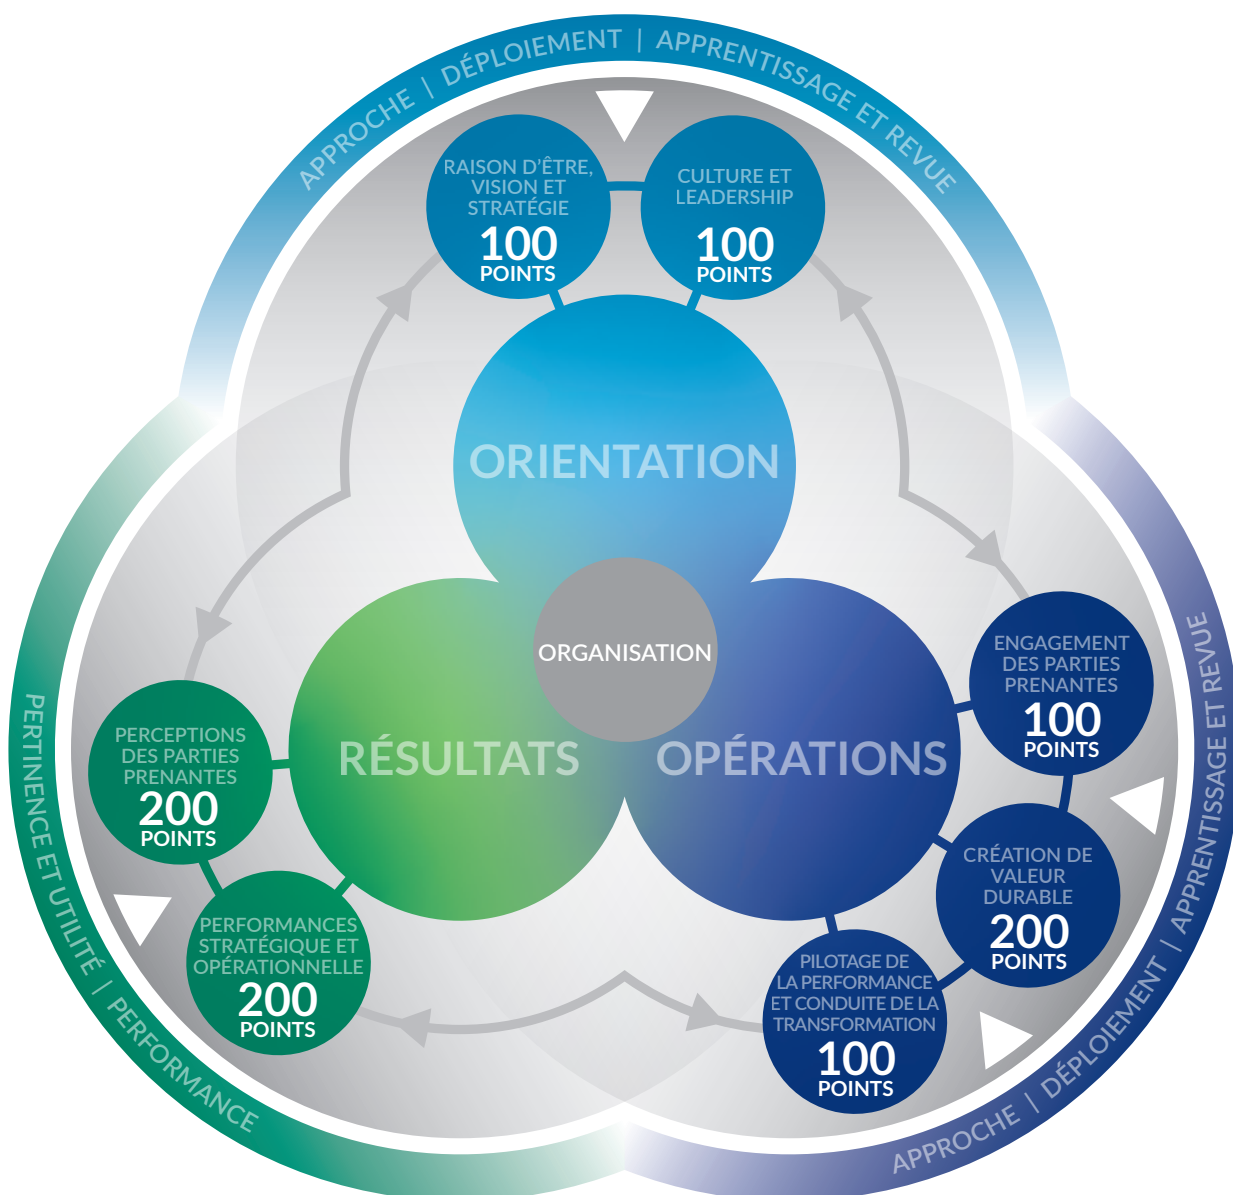 APPROCHE | DÉPLOIEMENT | APPRENTISSAGE ET REVUE
RAISON D'ÊTRE,
VISION ET
STRATÉGIE
100
POINTS
CULTURE ET
LEADERSHIP
100
POINTS
ORIENTATION
ORGANISATION
RÉSULTATS
OPÉRATIONS
ENGAGEMENT
DES PARTIES
PRENANTES
100
POINTS
CRÉATION DE
VALEUR
DURABLE
200
POINTS
PILOTAGE DE
LA PERFORMANCE
ET CONDUITE DE LA
TRANSFORMATION
100
POINTS
APPROCHE | DÉPLOIEMENT | APPRENTISSAGE ET REVUE
PERCEPTIONS
DES PARTIES
PRENANTES
200
POINTS
PERFORMANCES
STRATÉGIQUE ET
OPÉRATIONNELLE
200
POINTS
PERTINENCE ET UTILITÉ | PERFORMANCE